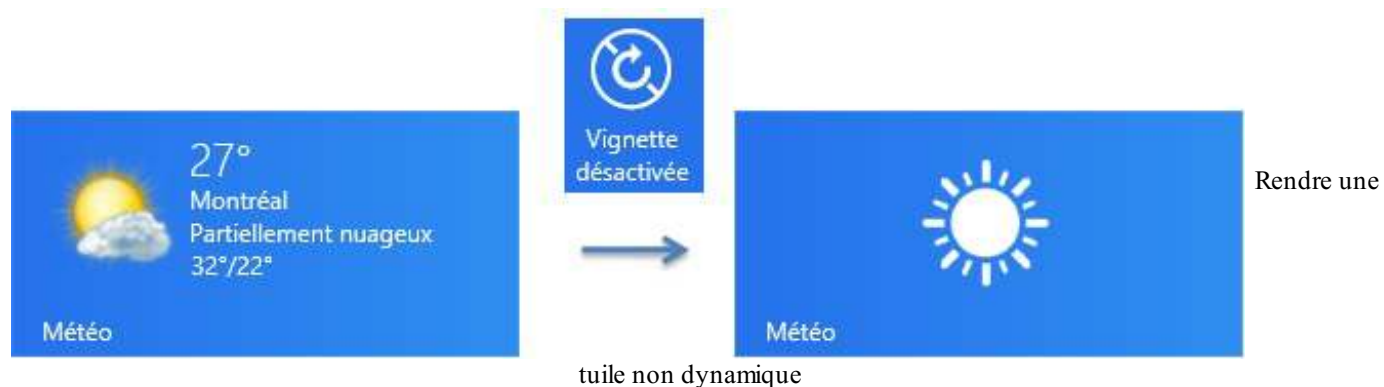 27°
Montréal
Partiellement nuageux
32°/22°
Météo
Vignette
désactivée
Météo
Rendre une
tuile non dynamique